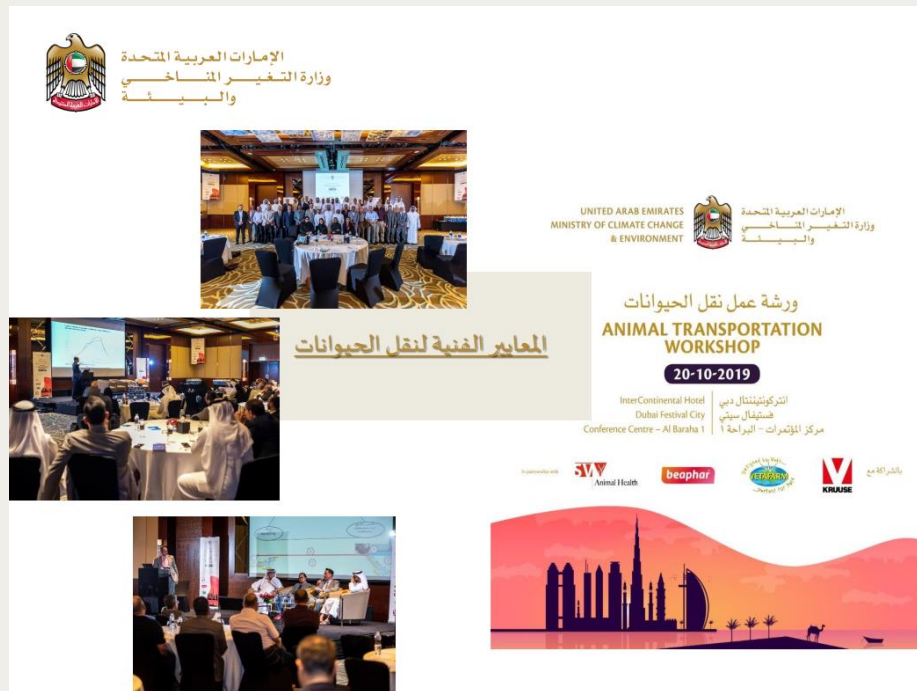 الإمارات العربية المتحدة
وزارة التغير المناخي
والبيئة
المعايير الفنية لنقل الحيوانات
UNITED ARAB EMIRATES
MINISTRY OF CLIMATE CHANGE
& ENVIRONMENT
الإمارات العربية المتحدة
وزارة التغير المناخي
والبيئة
ورشة عمل نقل الحيوانات
ANIMAL TRANSPORTATION
WORKSHOP
20-10-2019
InterContinental Hotel
Dubai Festival City
Conference Centre – Al Baraha 1
انتركونتيننتال دبي
فستيفال سيتي
مركز المؤتمرات - البراحة ١
In partnership with
Animal Health
beaphar
VETAFARM
KRUUSE
بالشراكة مع